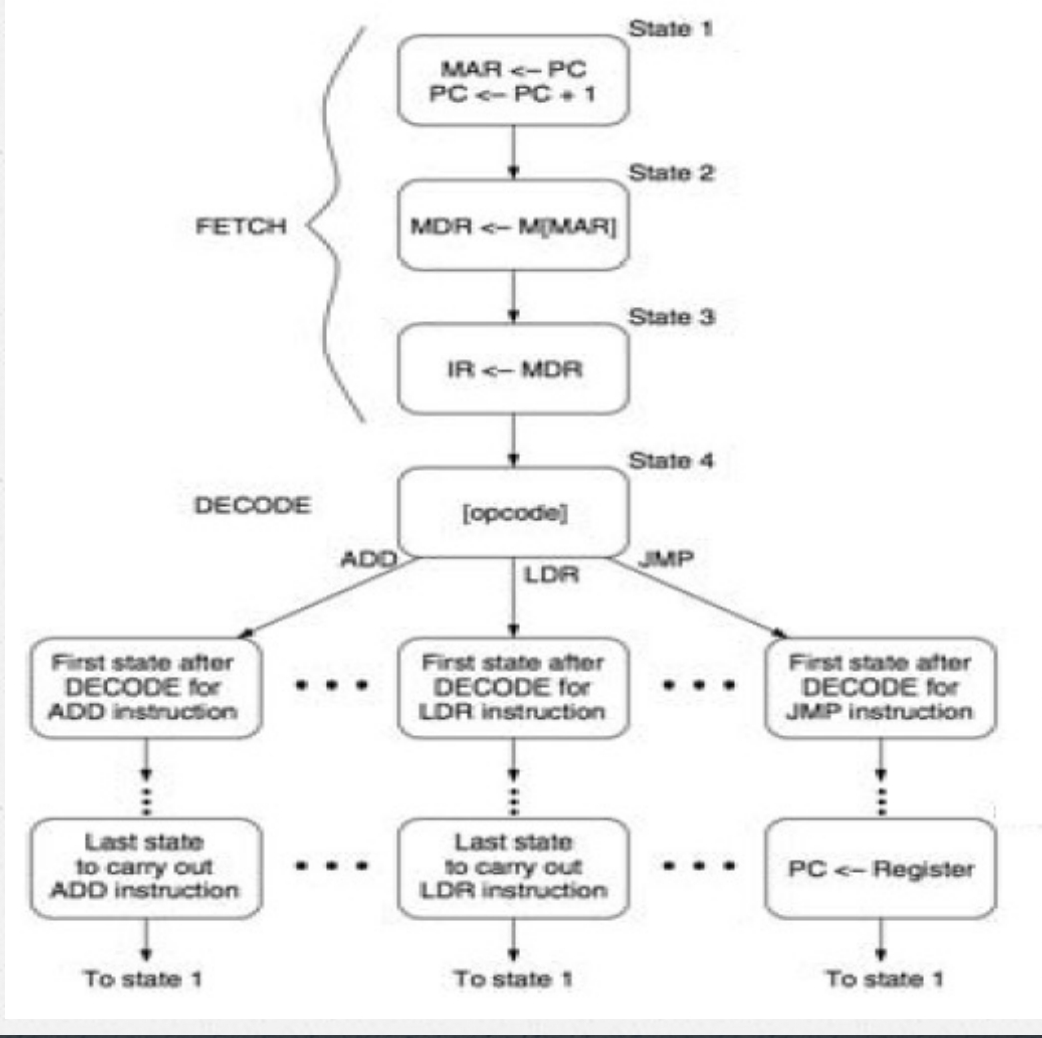 State 1
MAR <– PC
PC <– PC + 1
State 2
FETCH
MDR <– M[MAR]
State 3
IR <– MDR
State 4
DECODE
[opcode]
ADD
LDR
JMP
First state after
DECODE for
ADD instruction
First state after
DECODE for
LDR instruction
First state after
DECODE for
JMP instruction
Last state
to carry out
ADD instruction
Last state
to carry out
LDR instruction
PC <– Register
To state 1
To state 1
To state 1